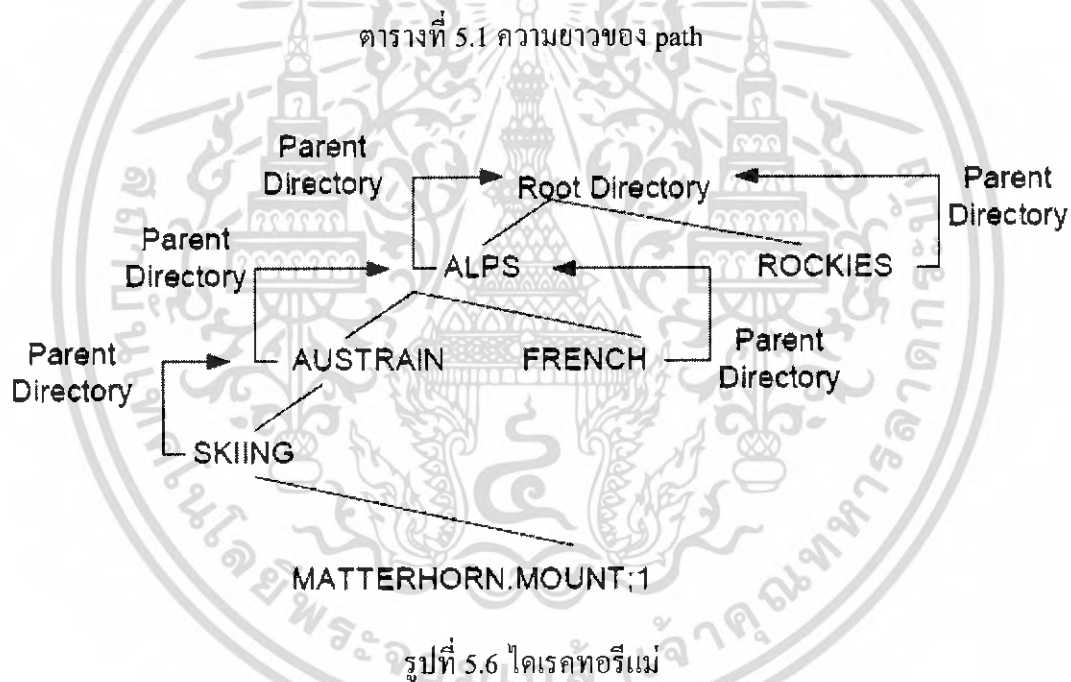 ตารางที่ 5.1 ความยาวของ path
Parent
Directory
Root Directory
Parent
Directory
Parent
Directory
ALPS
ROCKIES
Parent
Directory
AUSTRAIN
FRENCH
Parent
Directory
SKIING
MATTERHORN.MOUNT;1
รูปที่ 5.6 ไดเรคทอรีแม่